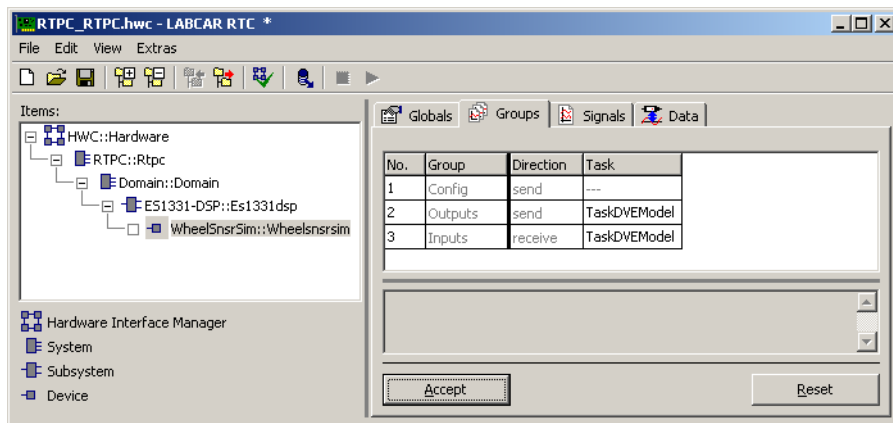 RTPC_RTPC.hwc - LABCAR RTC *
File Edit View Extras
Items:
HWC::Hardware
RTPC::Rtpc
Domain::Domain
ES1331-DSP::Es1331dsp
WheelSnsrSim::Wheelsnsrsim
Hardware Interface Manager
System
Subsystem
Device
Globals Groups Signals Data
No. Group Direction Task
1 Config send ---
2 Outputs send TaskDVEModel
3 Inputs receive TaskDVEModel
Accept Reset